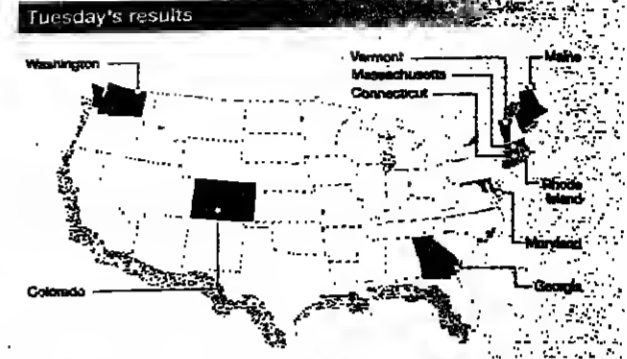 Tuesday's results
Washington
Vermont
Massachusetts
Connecticut
Maine
Rhode
Island
Maryland
Georgia
Colorado